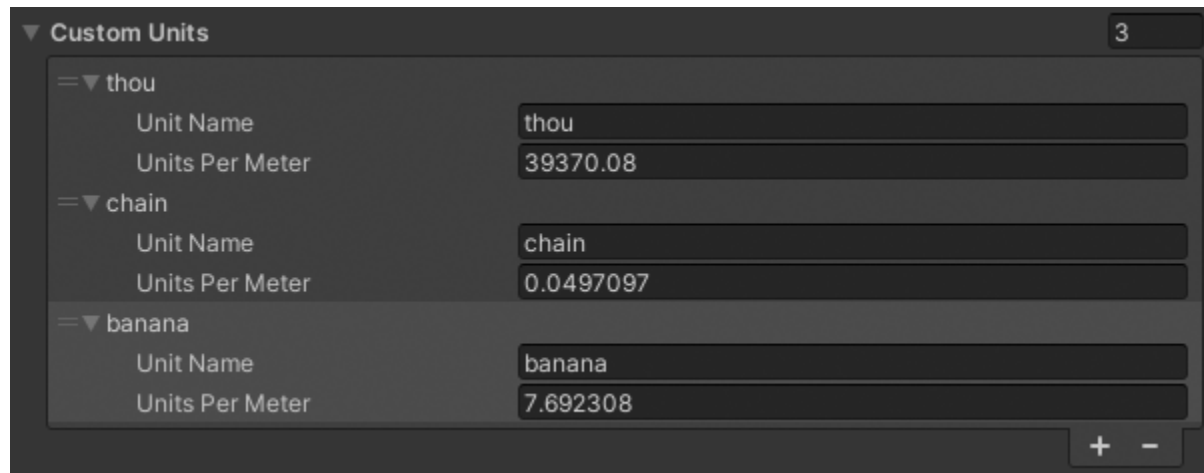 Custom Units 3
thou
Unit Name thou
Units Per Meter 39370.08
chain
Unit Name chain
Units Per Meter 0.0497097
banana
Unit Name banana
Units Per Meter 7.692308
+ -